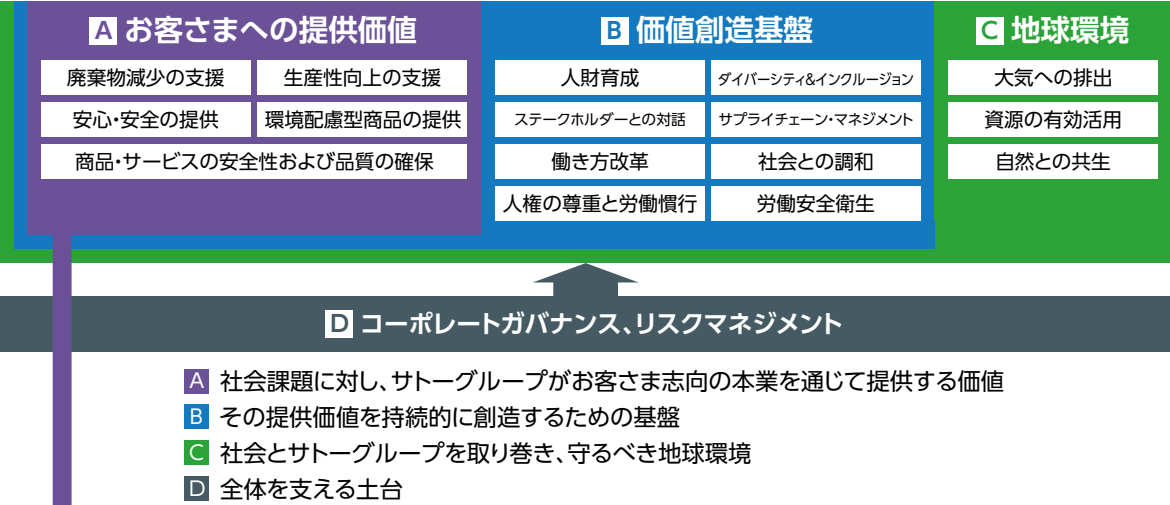 A お客さまへの提供価値
廃棄物減少の支援
生産性向上の支援
安心・安全の提供
環境配慮型商品の提供
商品・サービスの安全性および品質の確保
B 価値創造基盤
人財育成
ダイバーシティ&インクルージョン
ステークホルダーとの対話
サプライチェーン・マネジメント
働き方改革
社会との調和
人権の尊重と労働慣行
労働安全衛生
C 地球環境
大気への排出
資源の有効活用
自然との共生
D コーポレートガバナンス、リスクマネジメント
A 社会課題に対し、サトーグループがお客さま志向の本業を通じて提供する価値
B その提供価値を持続的に創造するための基盤
C 社会とサトーグループを取り巻き、守るべき地球環境
D 全体を支える土台